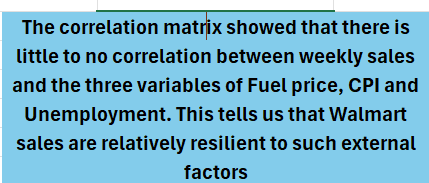 The correlation matrix showed that there is
little to no correlation between weekly sales
and the three variables of Fuel price, CPI and
Unemployment. This tells us that Walmart
sales are relatively resilient to such external
factors